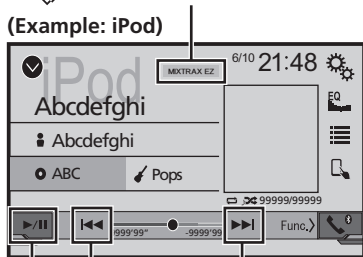 (Example: iPod)
iPod
MIXTRAX EZ
6/10 21:48
Abcdefghi
EQ
Abcdefghi
ABC
Pops
99999/99999
9999'99"
-9999'99
Func.